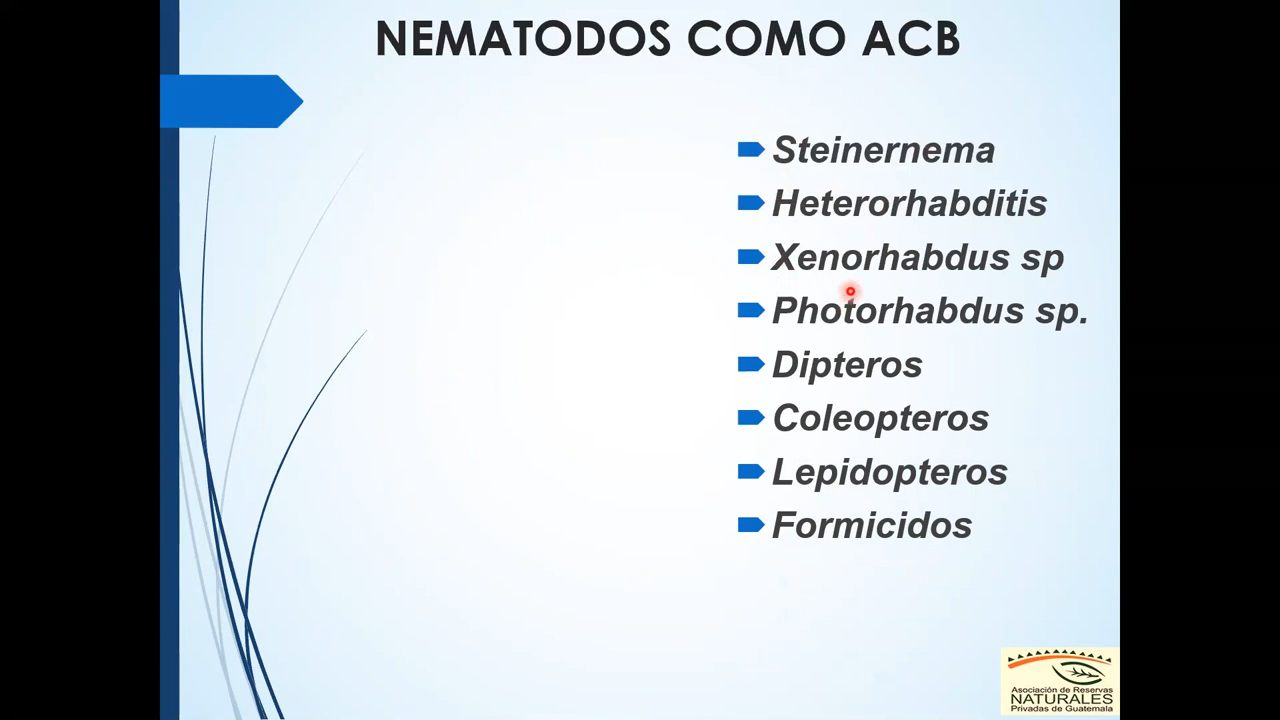 NEMATODOS COMO ACB
Steinernema
Heterorhabditis
Xenorhabdus sp
Photorhabdus sp.
Dipteros
Coleopteros
Lepidopteros
Formicidos
Asociación de Reservas
NATURALES
Privadas de Guatemala